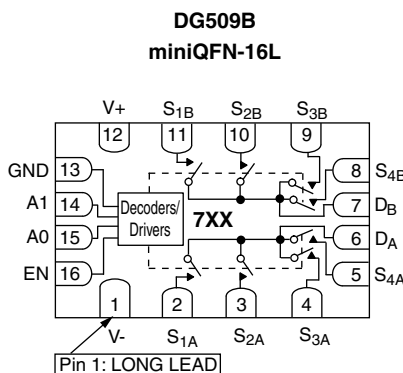 DG509B
miniQFN-16L
V+ S1B S2B S3B
12 11 10 9
GND 13 8 S4B
A1 14 Decoders/ 7XX 7 DB
Drivers
A0 15 6 DA
EN 16 5 S4A
1 2 3 4
V- S1A S2A S3A
Pin 1: LONG LEAD